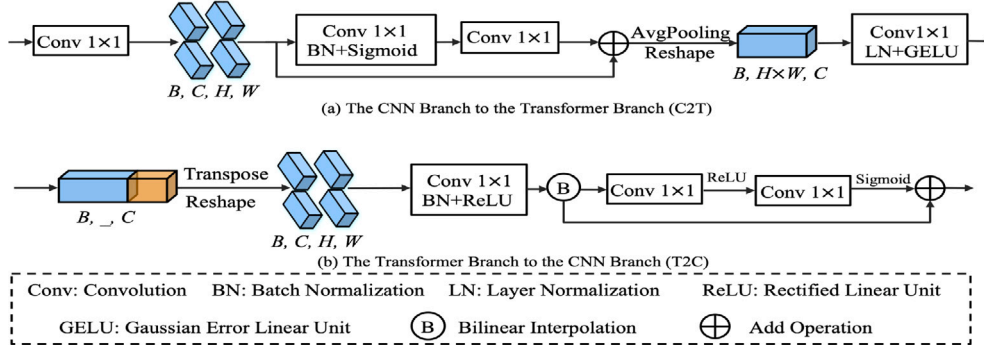 Conv 1×1
B, C, H, W
Conv 1×1
BN+Sigmoid
Conv 1×1
AvgPooling
Reshape
B, H×W, C
Conv1×1
LN+GELU
(a) The CNN Branch to the Transformer Branch (C2T)
B, _, C
Transpose
Reshape
B, C, H, W
Conv 1×1
BN+ReLU
B
Conv 1×1
ReLU
Conv 1×1
Sigmoid
(b) The Transformer Branch to the CNN Branch (T2C)
Conv: Convolution BN: Batch Normalization LN: Layer Normalization ReLU: Rectified Linear Unit
GELU: Gaussian Error Linear Unit B Bilinear Interpolation Add Operation